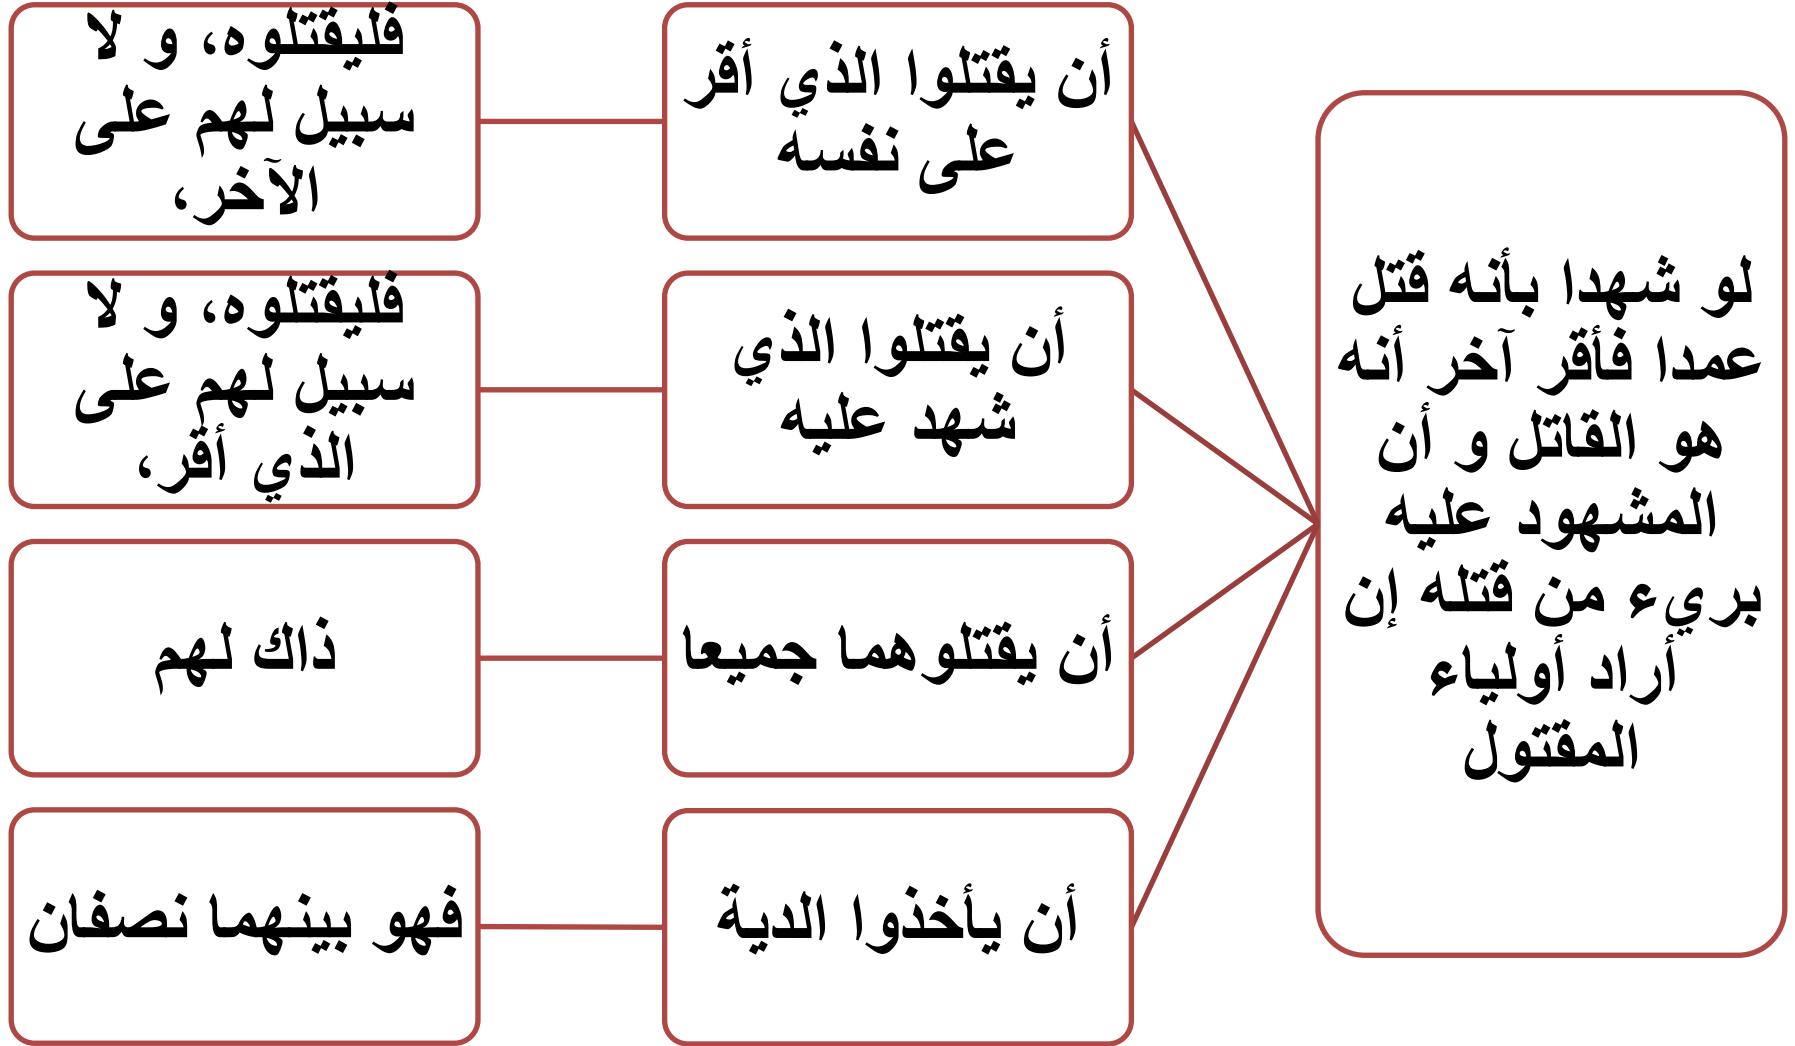 لو شهدا بأنه قتل
عمدا فأقر آخر أنه
هو القاتل و أن
المشهود عليه
بريء من قتله إن
أراد أولياء
المقتول
أن يقتلوا الذي أقر
على نفسه
فليقتلوه، و لا
سبيل لهم على
الآخر،
أن يقتلوا الذي
شهد عليه
فليقتلوه، و لا
سبيل لهم على
الذي أقر،
أن يقتلوهما جميعا
ذاك لهم
أن يأخذوا الدية
فهو بينهما نصفان